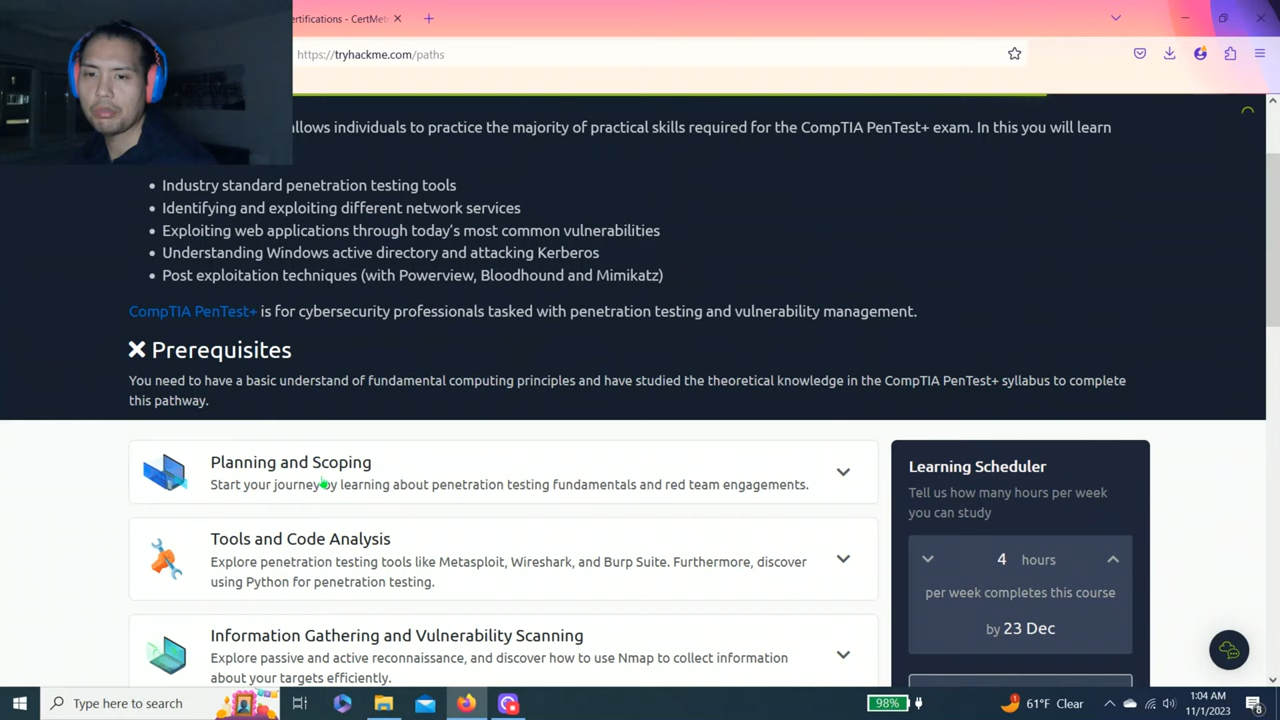 ertifications - CertMet
https://tryhackme.com/paths
allows individuals to practice the majority of practical skills required for the CompTIA PenTest+ exam. In this you will learn
Industry standard penetration testing tools
Identifying and exploiting different network services
Exploiting web applications through today's most common vulnerabilities
Understanding Windows active directory and attacking Kerberos
Post exploitation techniques (with Powerview, Bloodhound and Mimikatz)
CompTIA PenTest+ is for cybersecurity professionals tasked with penetration testing and vulnerability management.
Prerequisites
You need to have a basic understand of fundamental computing principles and have studied the theoretical knowledge in the CompTIA PenTest+ syllabus to complete
this pathway.
Planning and Scoping
Start your journey by learning about penetration testing fundamentals and red team engagements.
Tools and Code Analysis
Explore penetration testing tools like Metasploit, Wireshark, and Burp Suite. Furthermore, discover
using Python for penetration testing.
Information Gathering and Vulnerability Scanning
Explore passive and active reconnaissance, and discover how to use Nmap to collect information
about your targets efficiently.
Learning Scheduler
Tell us how many hours per week
you can study
4 hours
per week completes this course
by 23 Dec
Type here to search
98%
1
61°F Clear
1:04 AM
11/1/2023
8